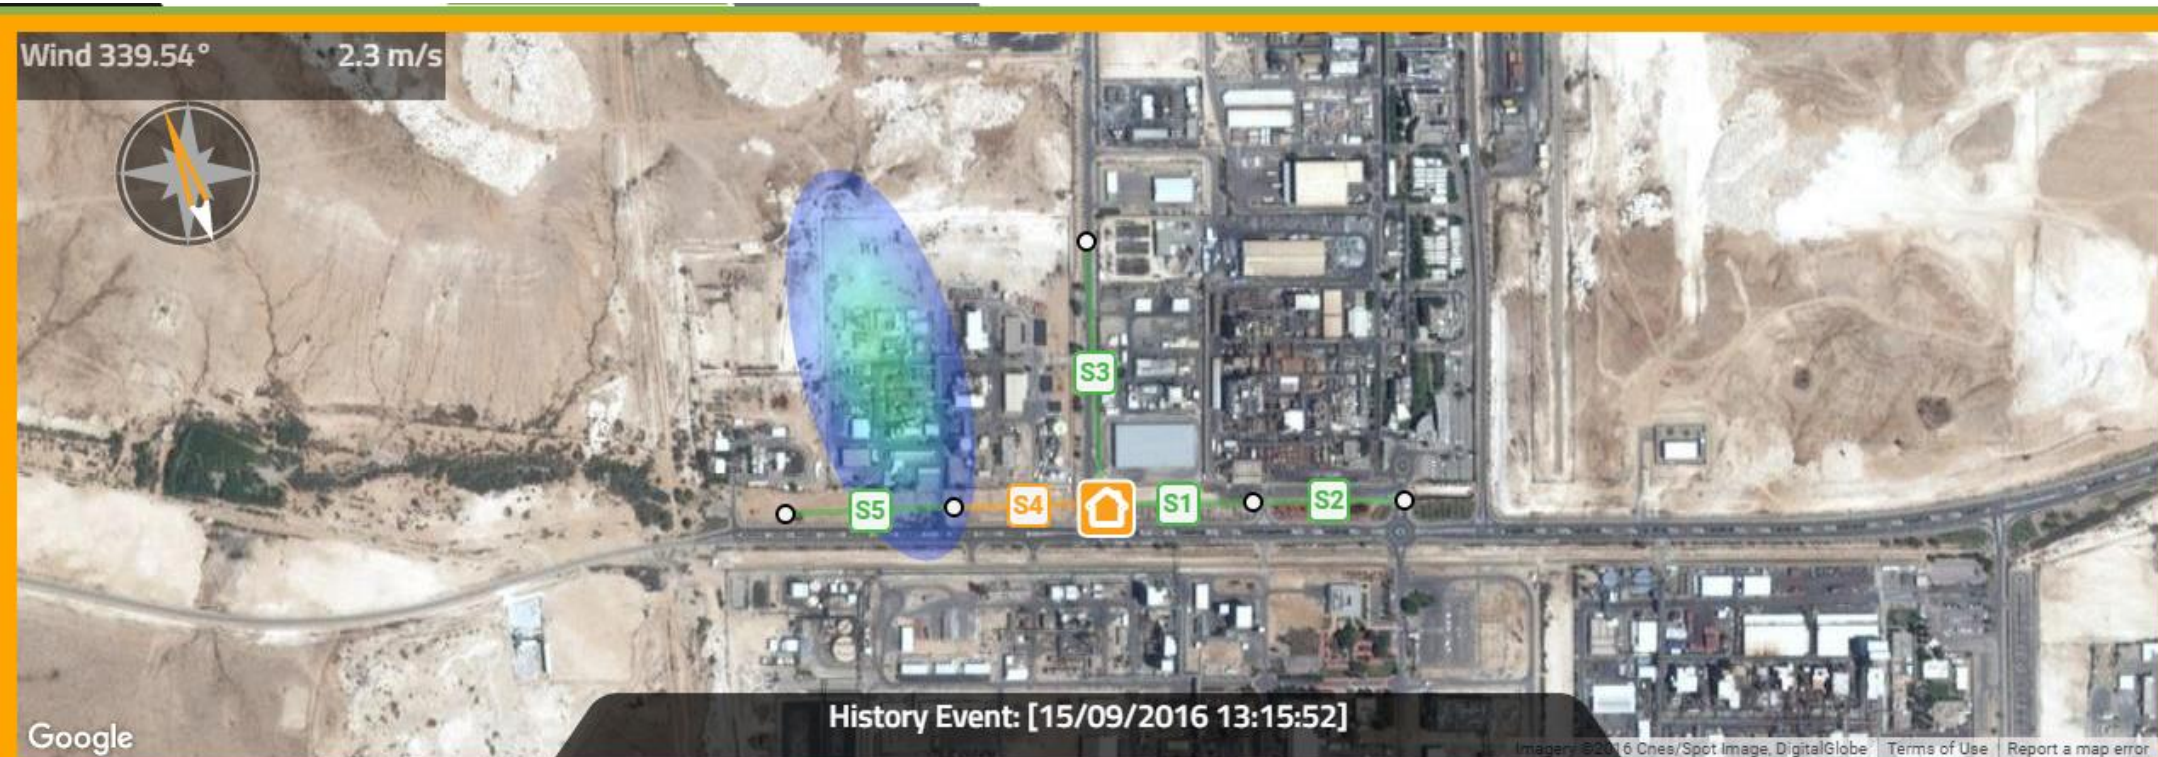 Wind 339.54° 2.3 m/s
S3
S5
S4
S1
S2
History Event: [15/09/2016 13:15:52]
Google
Imagery ©2016 Cnes/Spot Image, DigitalGlobe Terms of Use Report a map error